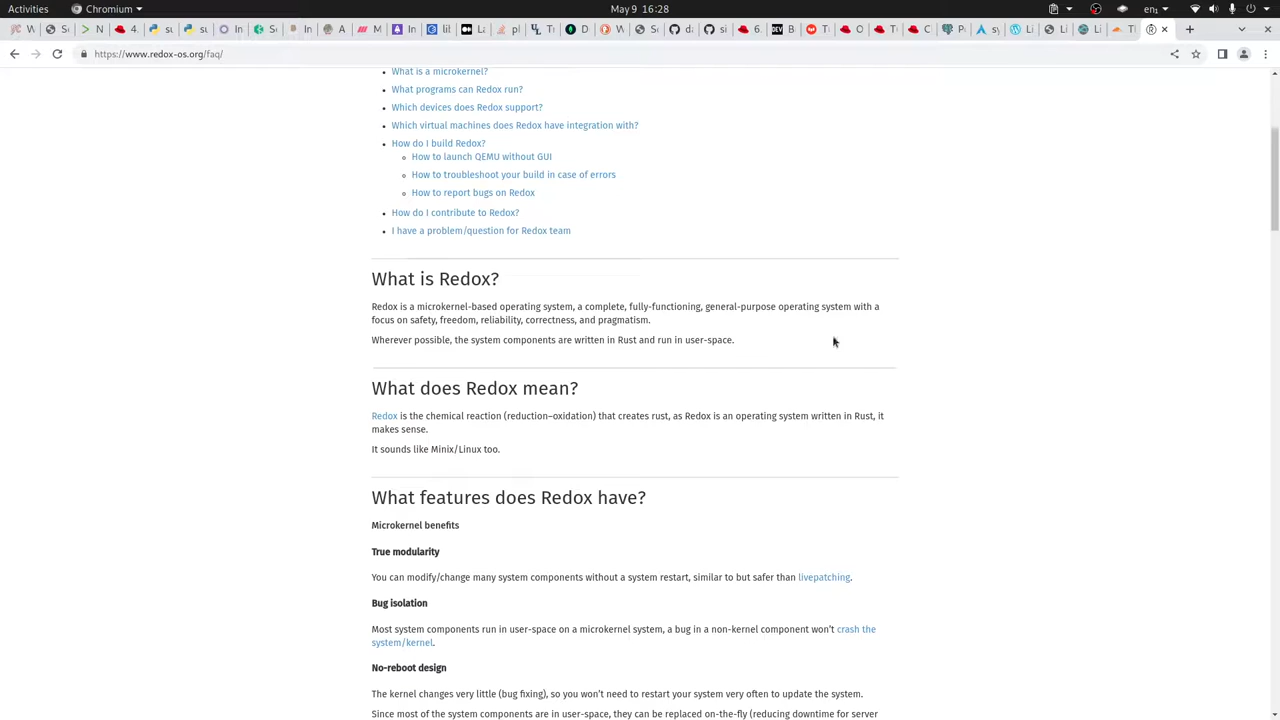 Activities
Chromium
May 9 16:28
https://www.redox-os.org/faq/
What is a microkernel?
What programs can Redox run?
Which devices does Redox support?
Which virtual machines does Redox have integration with?
How do I build Redox?
How to launch QEMU without GUI
How to troubleshoot your build in case of errors
How to report bugs on Redox
How do I contribute to Redox?
I have a problem/question for Redox team
What is Redox?
Redox is a microkernel-based operating system, a complete, fully-functioning, general-purpose operating system with a
focus on safety, freedom, reliability, correctness, and pragmatism.
Wherever possible, the system components are written in Rust and run in user-space.
What does Redox mean?
Redox is the chemical reaction (reduction–oxidation) that creates rust, as Redox is an operating system written in Rust, it
makes sense.
It sounds like Minix/Linux too.
What features does Redox have?
Microkernel benefits
True modularity
You can modify/change many system components without a system restart, similar to but safer than livepatching.
Bug isolation
Most system components run in user-space on a microkernel system, a bug in a non-kernel component won't crash the
system/kernel.
No-reboot design
The kernel changes very little (bug fixing), so you won't need to restart your system very often to update the system.
Since most of the system components are in user-space, they can be replaced on-the-fly (reducing downtime for server